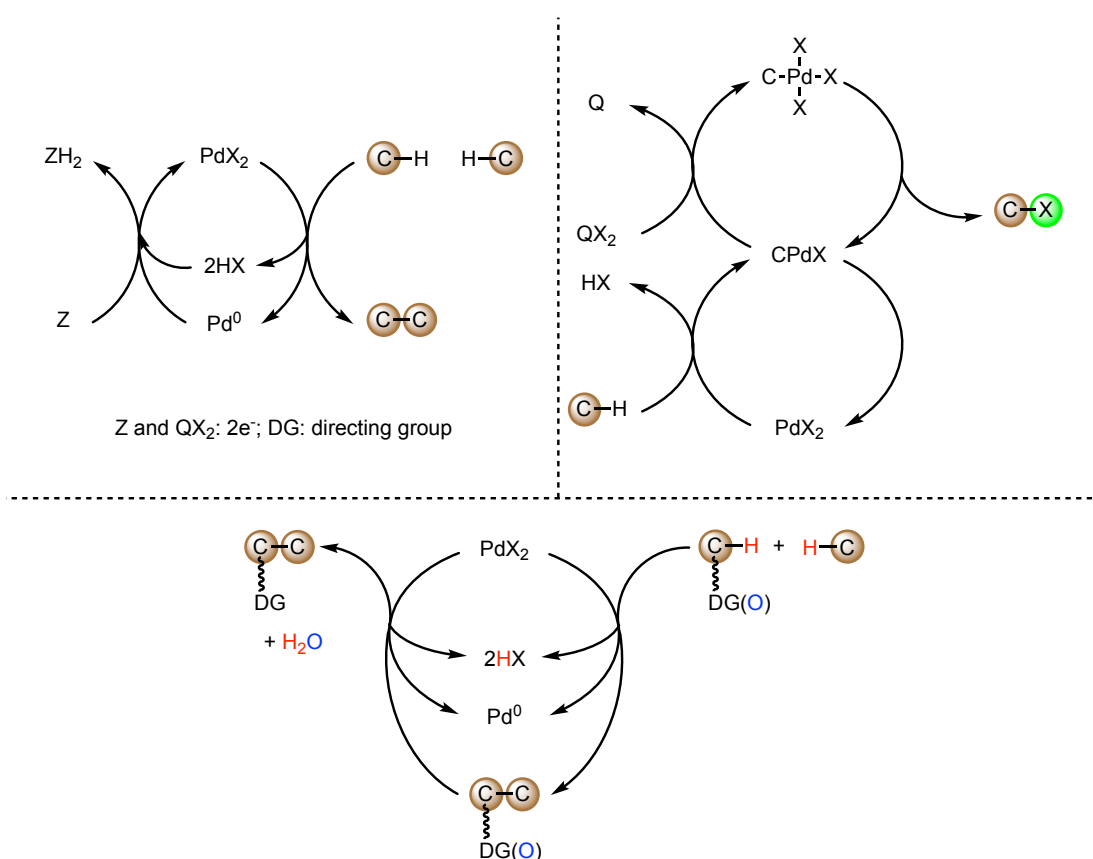 ZH₂
PdX₂
C-H H-C
2HX
Z
Pd⁰
C-C
Z and QX₂: 2e⁻; DG: directing group
X
C-Pd-X
X
Q
C-X
QX₂
CPdX
HX
C-H
PdX₂
C-C
DG
+ H₂O
PdX₂
C-H + H-C
DG(O)
2HX
Pd⁰
C-C
DG(O)